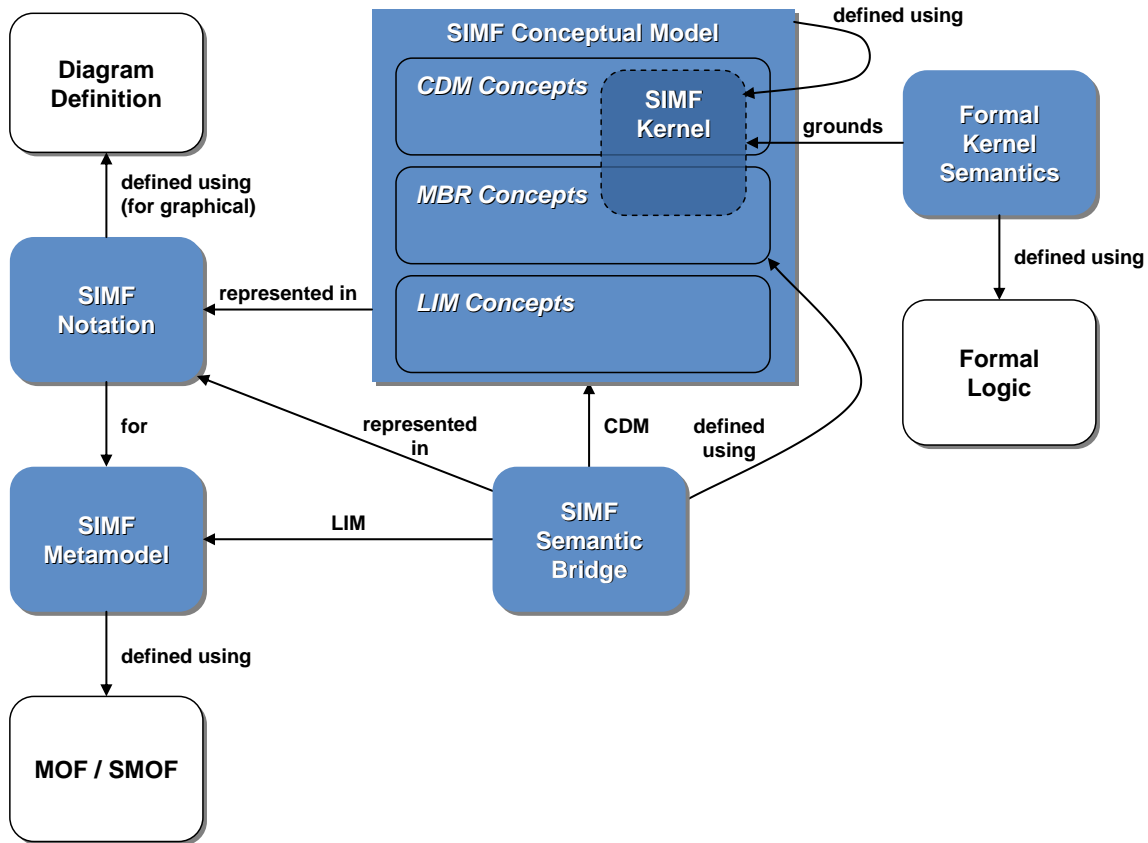 defined using
SIMF Conceptual Model
Diagram
Definition
CDM Concepts
SIMF
Kernel
grounds
Formal
Kernel
Semantics
defined using
(for graphical)
MBR Concepts
defined using
SIMF
Notation
represented in
LIM Concepts
Formal
Logic
for
represented
in
CDM
defined
using
SIMF
Metamodel
LIM
SIMF
Semantic
Bridge
defined using
MOF / SMOF